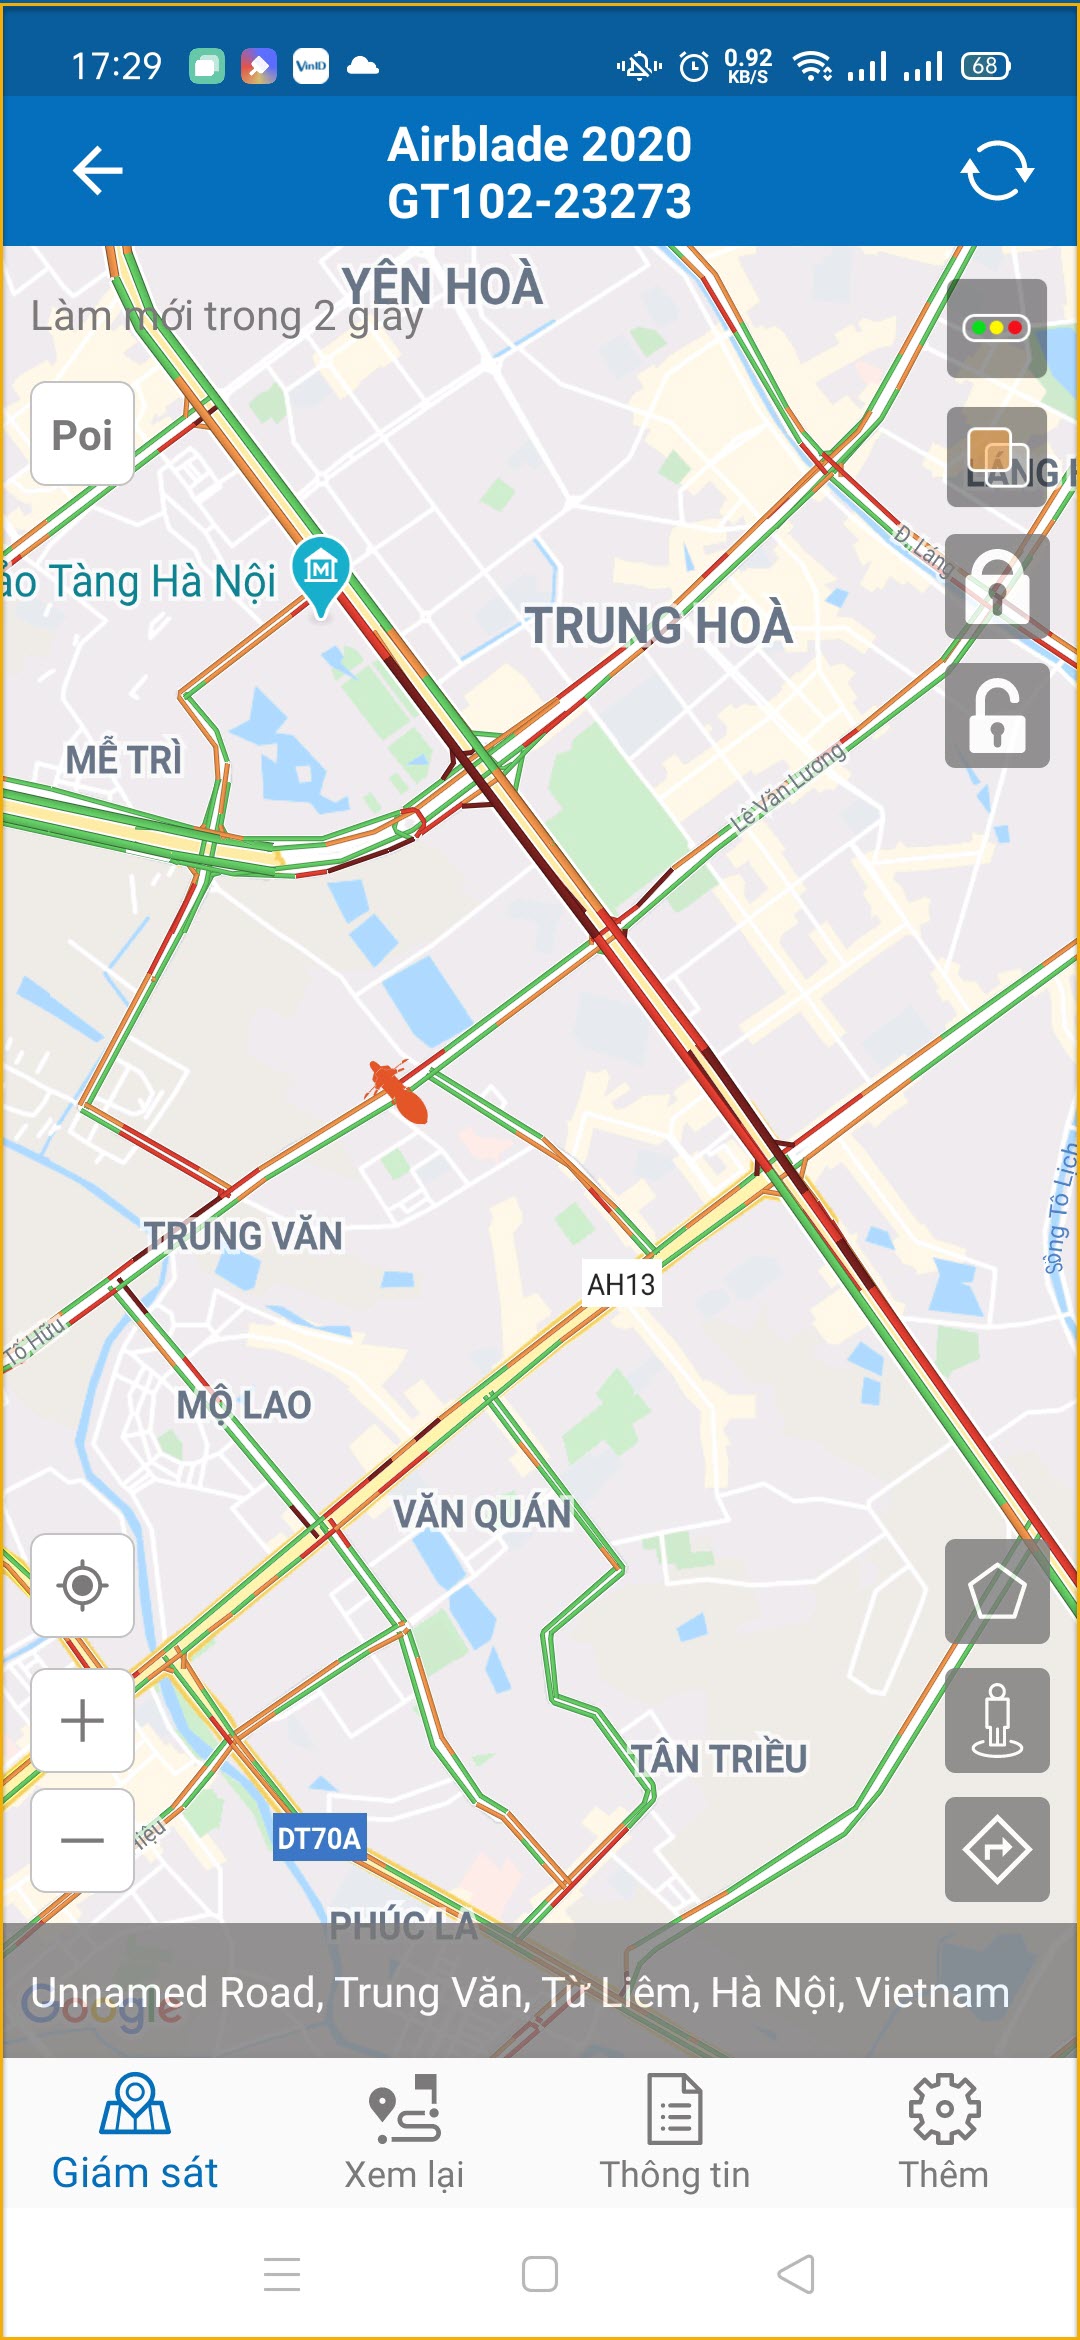 17:29
VinID
0.92
KB/S
68
Airblade 2020
GT102-23273
YÊN HOÀ
Làm mới trong 2 giây
Poi
LÁNG H
Đ. Láng
ảo Tàng Hà Nội
M
TRUNG HOÀ
MỄ TRÌ
Lê Văn Lương
Sông Tô Lịch
TRUNG VĂN
AH13
Tố Hữu
MỘ LAO
VĂN QUÁN
TÂN TRIỀU
DT70A
PHÚC LA
Unnamed Road, Trung Văn, Từ Liêm, Hà Nội, Vietnam
Google
Giám sát
Xem lại
Thông tin
Thêm